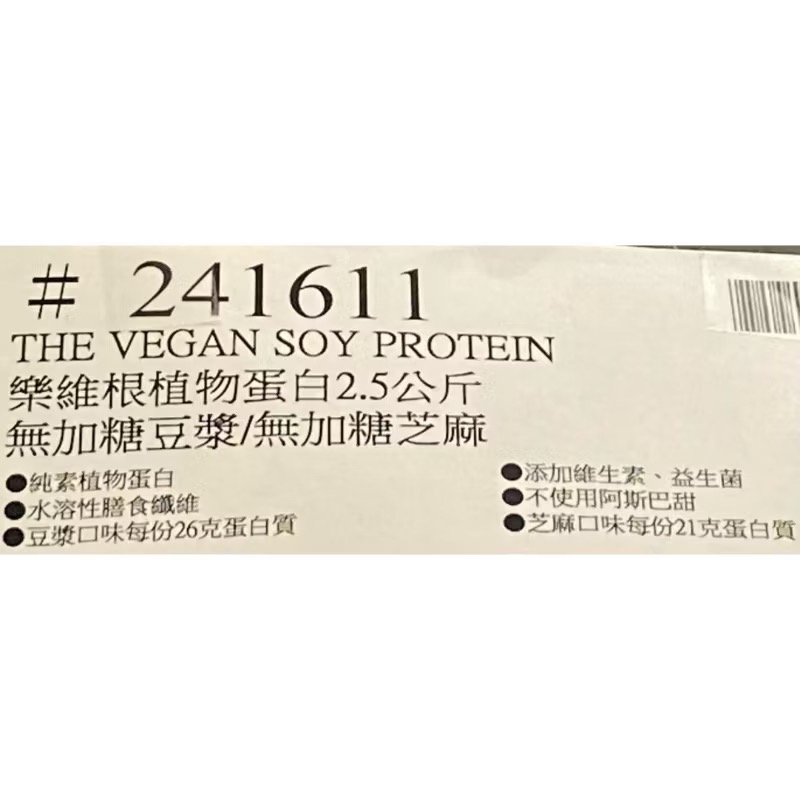 # 241611
THE VEGAN SOY PROTEIN
樂維根植物蛋白2.5公斤
無加糖豆漿/無加糖芝麻
●純素植物蛋白
●水溶性膳食纖維
●豆漿口味每份26克蛋白質
●添加維生素、益生菌
●不使用阿斯巴甜
●芝麻口味每份21克蛋白質